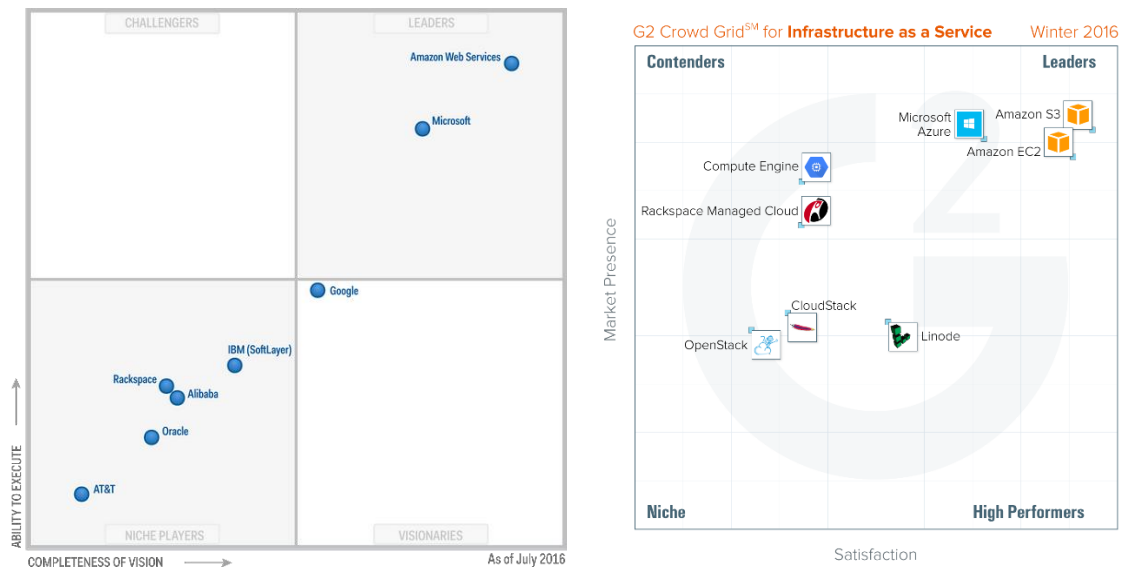 CHALLENGERS
LEADERS
Amazon Web Services
Microsoft
Google
IBM (SoftLayer)
Rackspace
Alibaba
Oracle
AT&T
NICHE PLAYERS
VISIONARIES
ABILITY TO EXECUTE
COMPLETENESS OF VISION
As of July 2016
G2 Crowd Grid℠ for Infrastructure as a Service
Winter 2016
Contenders
Leaders
Microsoft
Azure
Amazon S3
Amazon EC2
Compute Engine
Rackspace Managed Cloud
CloudStack
OpenStack
Linode
Niche
High Performers
Market Presence
Satisfaction
G2